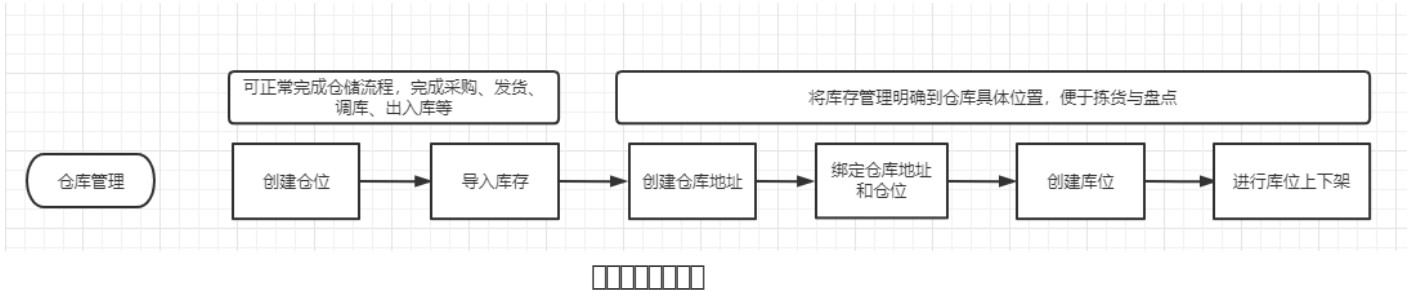 可正常完成仓储流程，完成采购、发货、
调库、出入库等
将库存管理明确到仓库具体位置，便于拣货与盘点
仓库管理
创建仓位
导入库存
创建仓库地址
绑定仓库地址
和仓位
创建库位
进行库位上下架